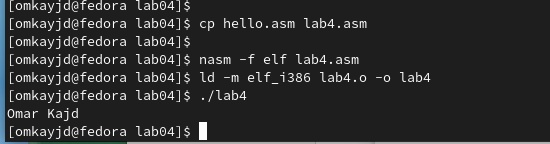 [omkayjd@fedora lab04]$
[omkayjd@fedora lab04]$ cp hello.asm lab4.asm
[omkayjd@fedora lab04]$
[omkayjd@fedora lab04]$ nasm -f elf lab4.asm
[omkayjd@fedora lab04]$ ld -m elf_i386 lab4.o -o lab4
[omkayjd@fedora lab04]$ ./lab4
Omar Kajd
[omkayjd@fedora lab04]$